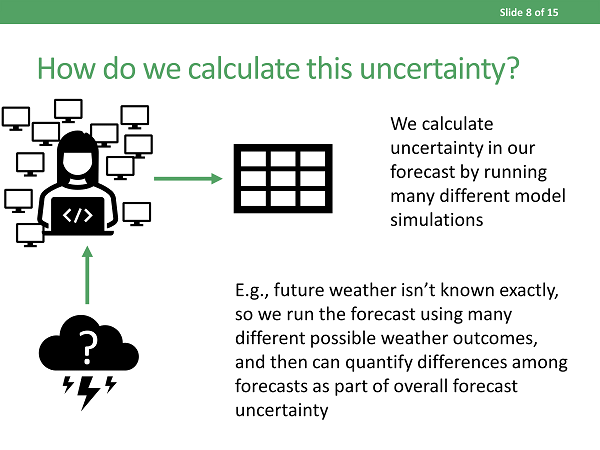 Slide 8 of 15
How do we calculate this uncertainty?
We calculate
uncertainty in our
forecast by running
many different model
simulations
</>
E.g., future weather isn’t known exactly,
so we run the forecast using many
different possible weather outcomes,
and then can quantify differences among
forecasts as part of overall forecast
uncertainty
?